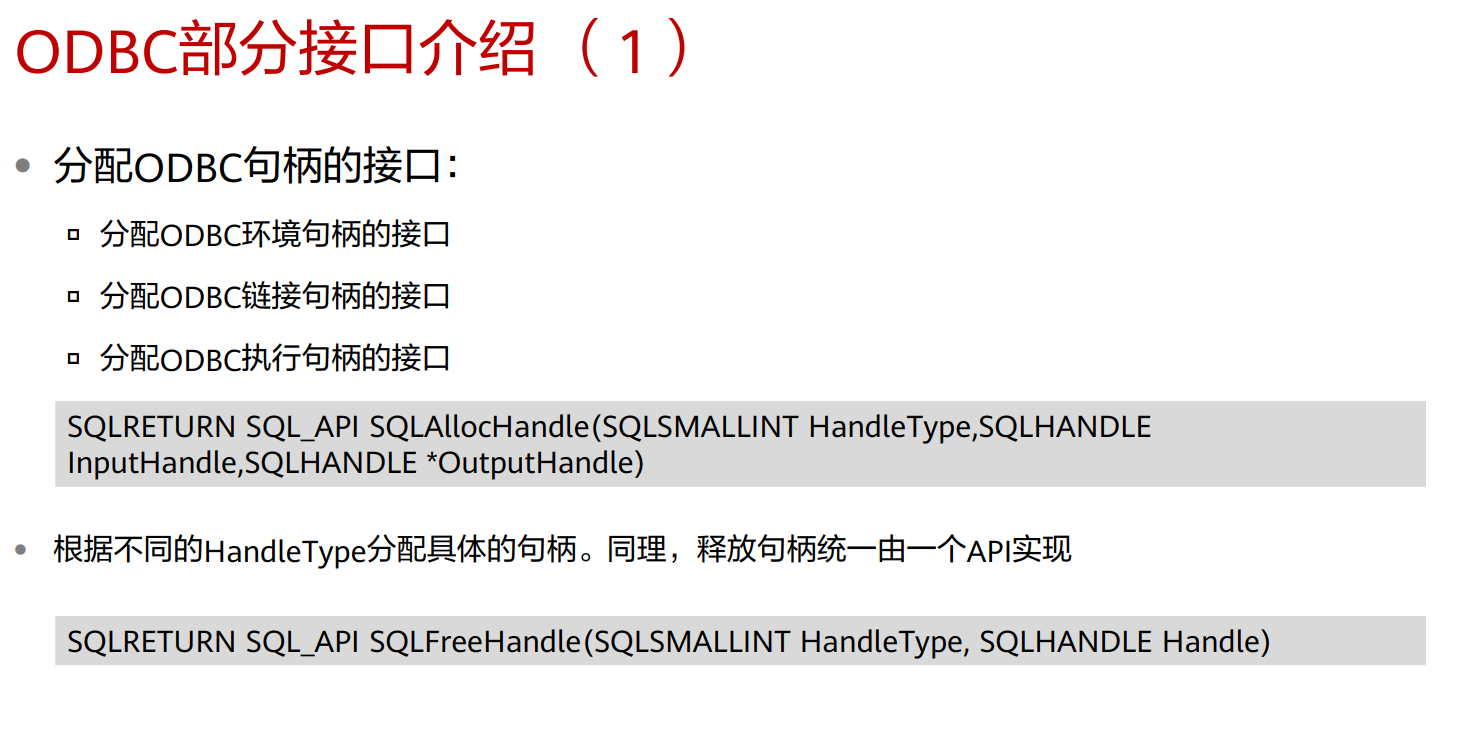 ODBC部分接口介绍（1）
分配ODBC句柄的接口：
分配ODBC环境句柄的接口
分配ODBC链接句柄的接口
分配ODBC执行句柄的接口
SQLRETURN SQL_API SQLAllocHandle(SQLSMALLINT HandleType,SQLHANDLE
InputHandle,SQLHANDLE *OutputHandle)
根据不同的HandleType分配具体的句柄。同理，释放句柄统一由一个API实现
SQLRETURN SQL_API SQLFreeHandle(SQLSMALLINT HandleType, SQLHANDLE Handle)